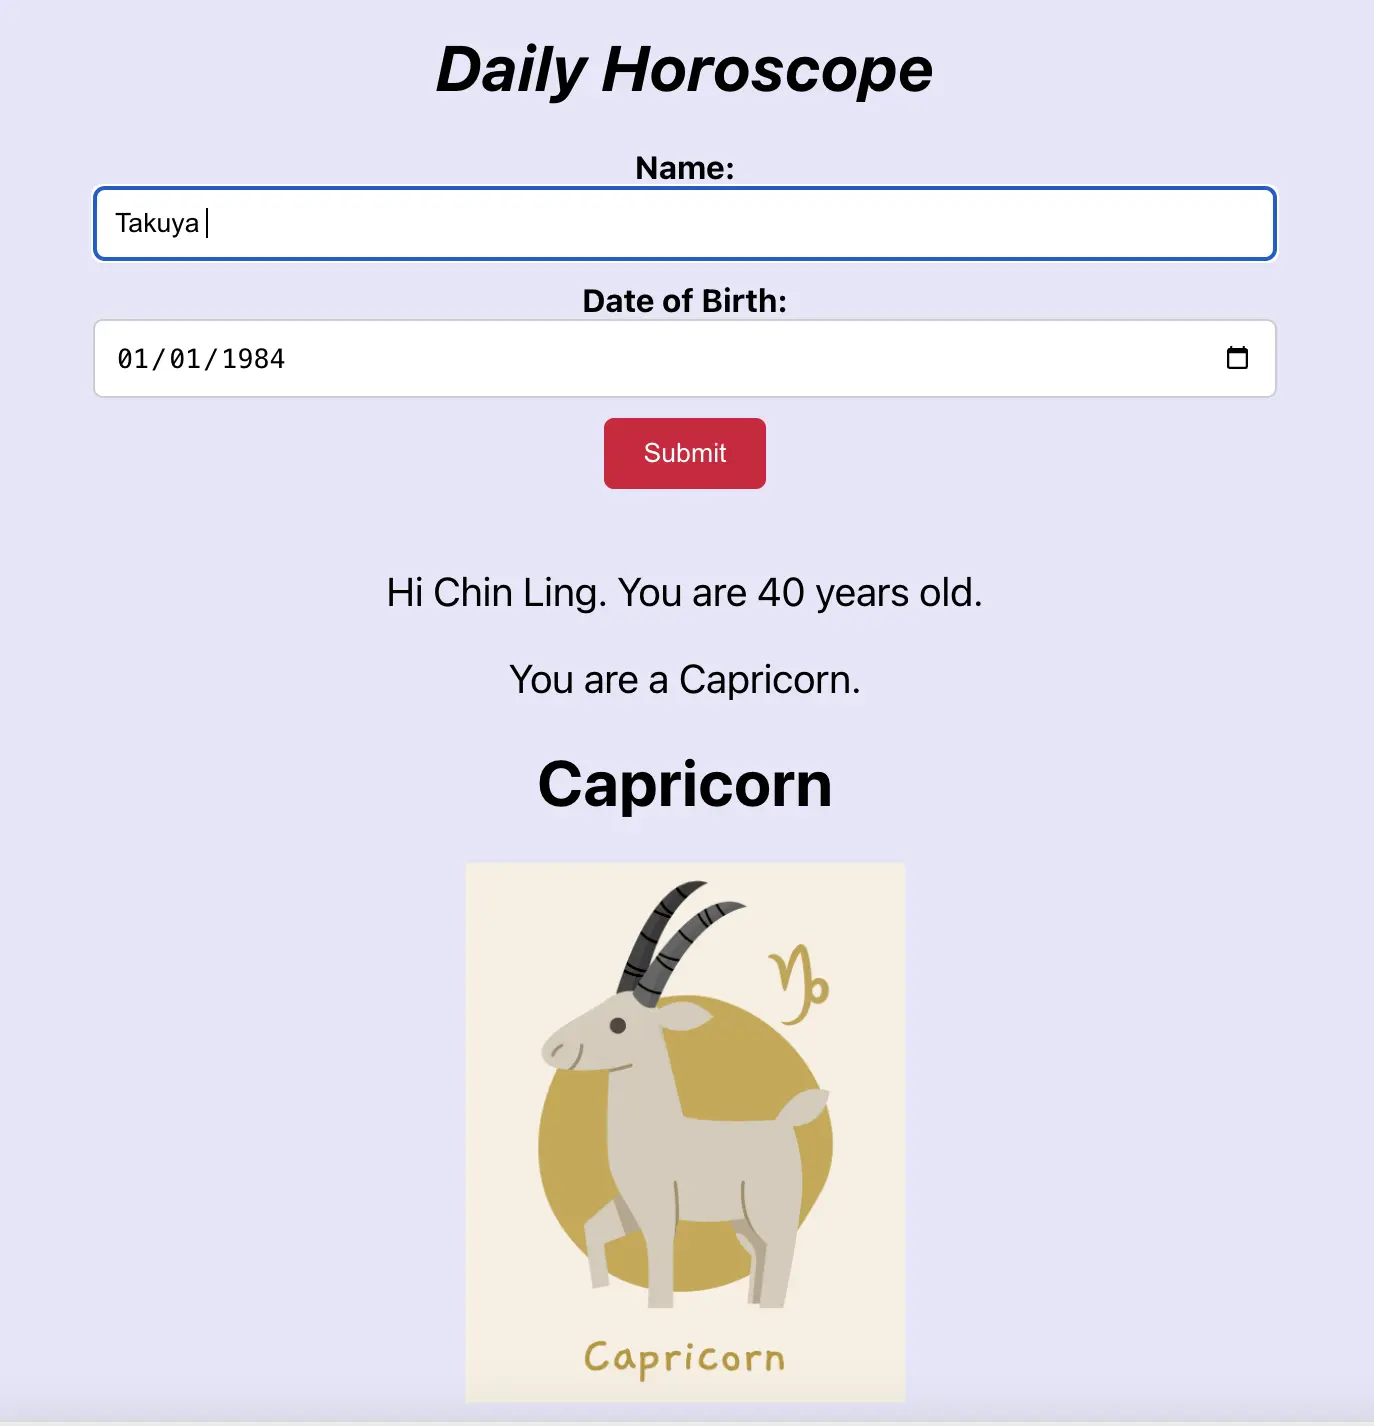 Daily Horoscope
Name:
Takuya
Date of Birth:
01/01/1984
Submit
Hi Chin Ling. You are 40 years old.
You are a Capricorn.
Capricorn
Capricorn